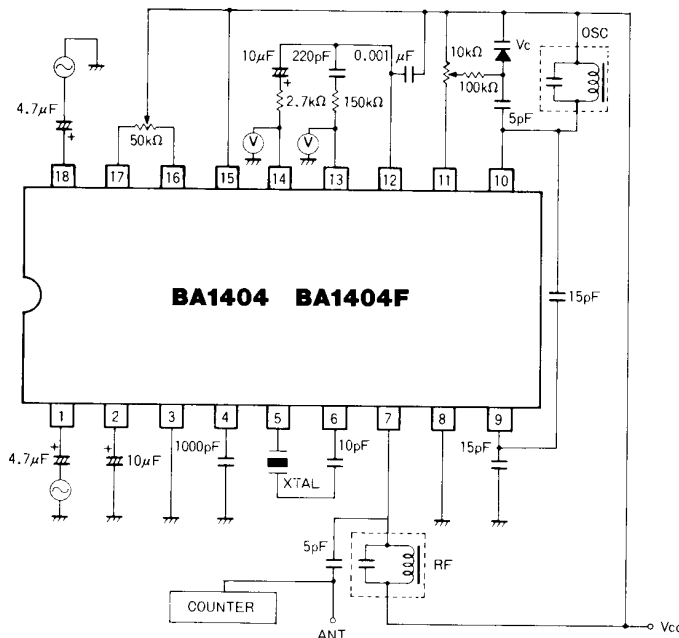 OSC
10μF 220pF 0.001 μF 10kΩ Vc
4.7μF 2.7kΩ 150kΩ 100kΩ
+ 50kΩ V V 5pF
18 17 16 15 14 13 12 11 10
BA1404 BA1404F
15pF
1 2 3 4 5 6 7 8 9
4.7μF + + 10μF 1000pF 10pF 15pF
XTAL
5pF RF
COUNTER
ANT
Vcc